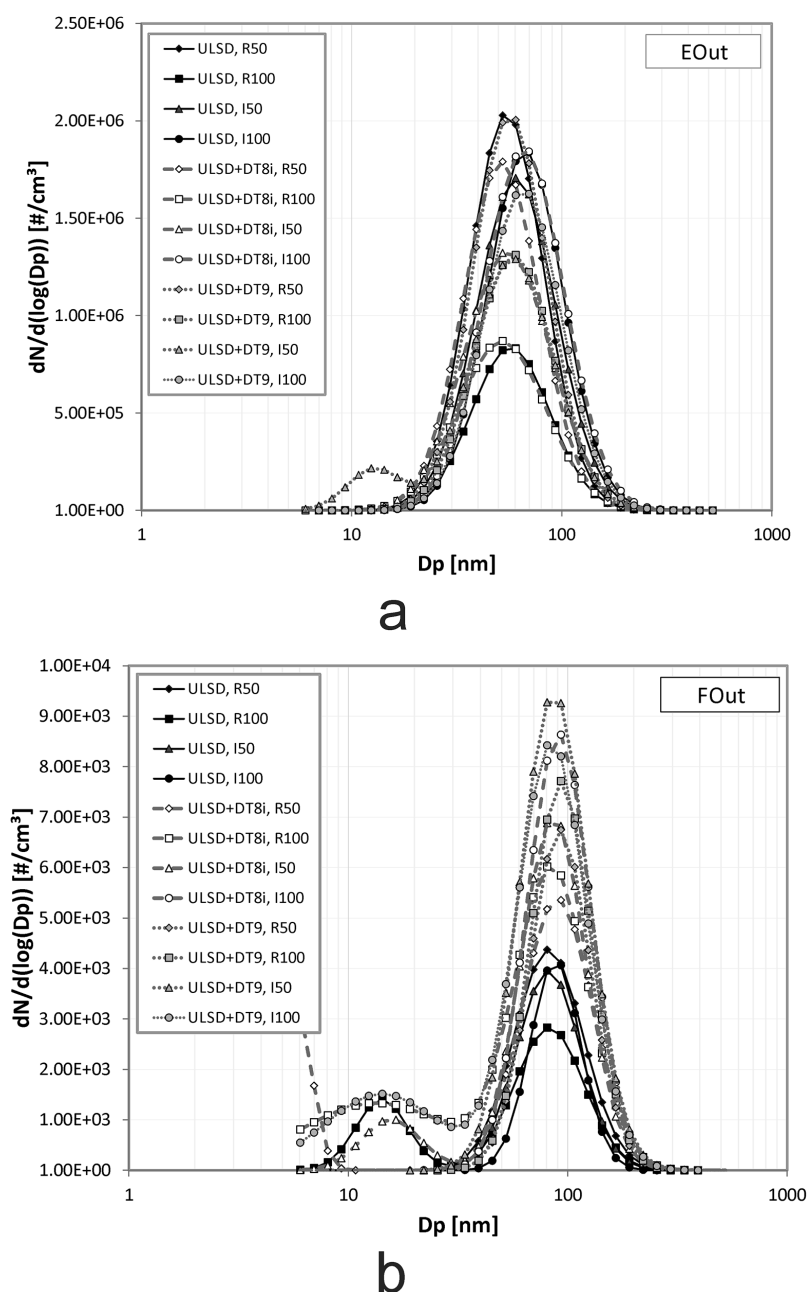 2.50E+06
EOut
ULSD, R50
ULSD, R100
ULSD, I50
ULSD, I100
ULSD+DT8i, R50
ULSD+DT8i, R100
ULSD+DT8i, I50
ULSD+DT8i, I100
ULSD+DT9, R50
ULSD+DT9, R100
ULSD+DT9, I50
ULSD+DT9, I100
2.00E+06
1.50E+06
1.00E+06
5.00E+05
1.00E+00
dN/d(log(Dp)) [#/cm³]
1 10 100 1000
Dp [nm]
a
1.00E+04
FOut
ULSD, R50
ULSD, R100
ULSD, I50
ULSD, I100
ULSD+DT8i, R50
ULSD+DT8i, R100
ULSD+DT8i, I50
ULSD+DT8i, I100
ULSD+DT9, R50
ULSD+DT9, R100
ULSD+DT9, I50
ULSD+DT9, I100
9.00E+03
8.00E+03
7.00E+03
6.00E+03
5.00E+03
4.00E+03
3.00E+03
2.00E+03
1.00E+03
1.00E+00
dN/d(log(Dp)) [#/cm³]
1 10 100 1000
Dp [nm]
b